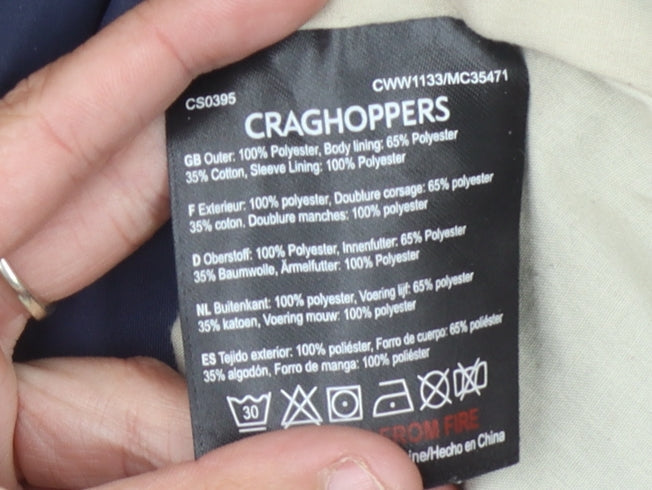 CS0395 CWW1133/MC35471
CRAGHOPPERS
GB Outer: 100% Polyester, Body lining: 65% Polyester
35% Cotton, Sleeve Lining: 100% Polyester
F Exterieur: 100% polyester, Doublure corsage: 65% polyester
35% coton, Doublure manches: 100% polyester
D Oberstoff: 100% Polyester, Innenfutter: 65% Polyester
35% Baumwolle, Ärmelfutter: 100% Polyester
NL Buitenkant: 100% polyester, Voering lijf: 65% polyester
35% katoen, Voering mouw: 100% polyester
ES Tejido exterior: 100% poliéster, Forro de cuerpo: 65% poliéster
35% algodón, Forro de manga: 100% poliéster
30
FROM FIRE
ine/Hecho en China